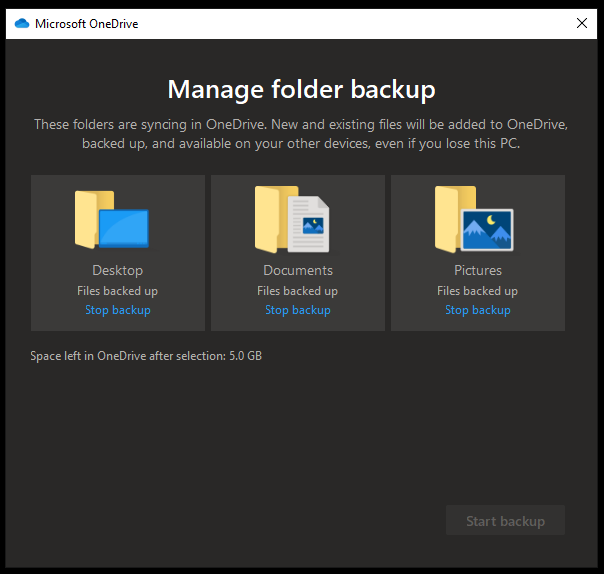 Microsoft OneDrive
Manage folder backup
These folders are syncing in OneDrive. New and existing files will be added to OneDrive,
backed up, and available on your other devices, even if you lose this PC.
Desktop
Files backed up
Stop backup
Documents
Files backed up
Stop backup
Pictures
Files backed up
Stop backup
Space left in OneDrive after selection: 5.0 GB
Start backup